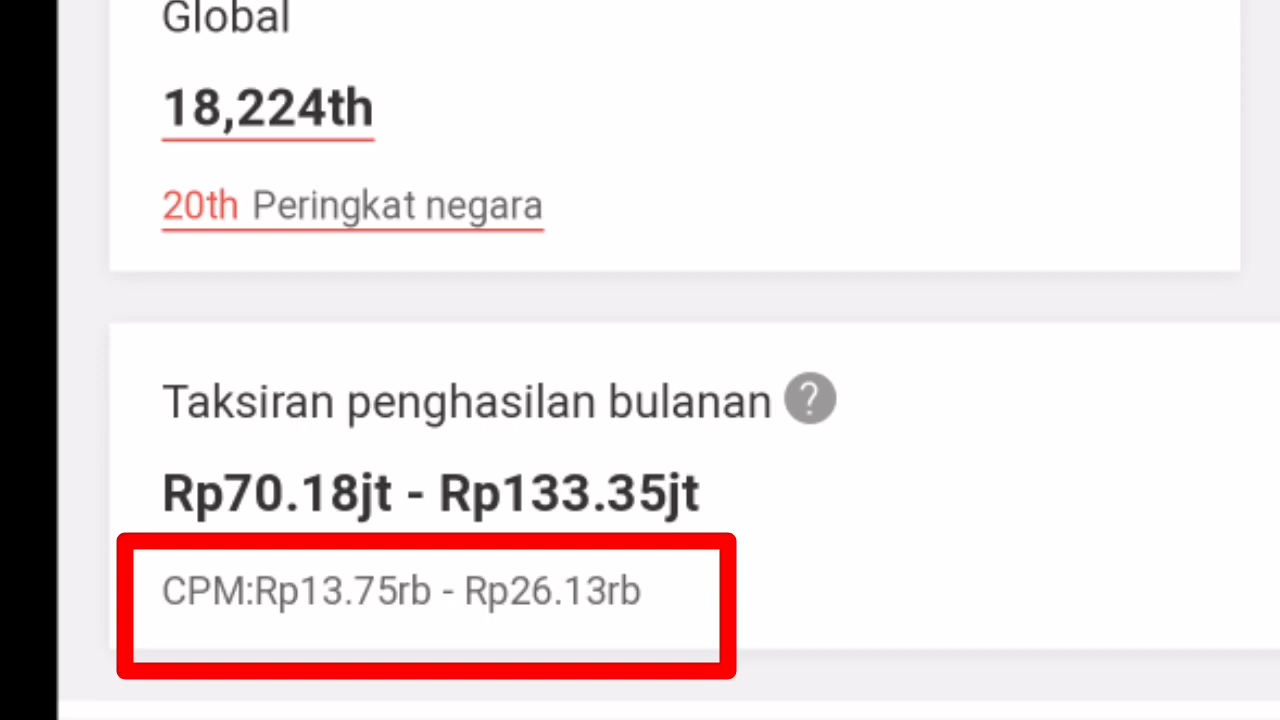 Global
18,224th
20th Peringkat negara
Taksiran penghasilan bulanan ?
Rp70.18jt - Rp133.35jt
CPM:Rp13.75rb - Rp26.13rb